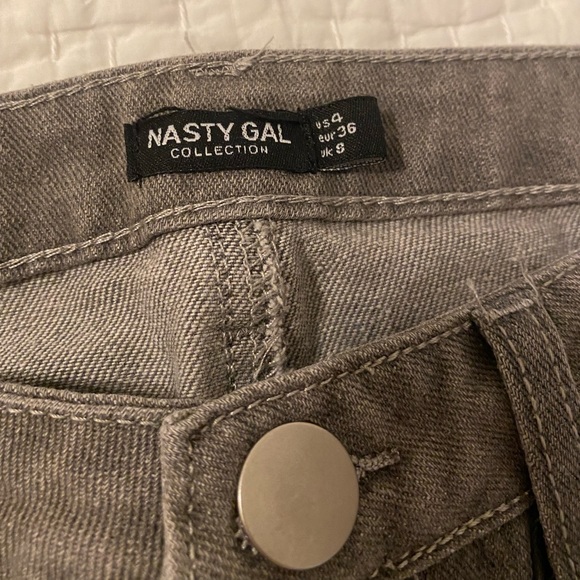 NASTY GAL
COLLECTION
us 4
eur 36
uk 8